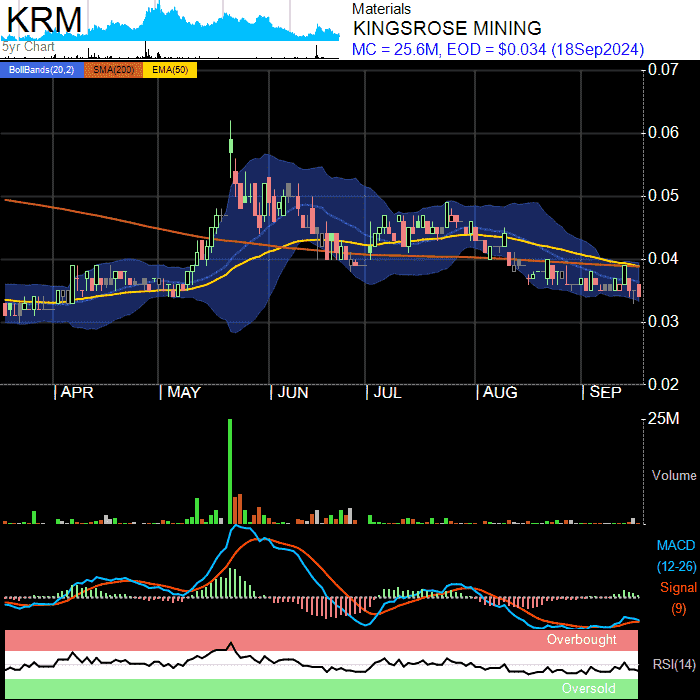 KRM
5yr Chart
Materials
KINGSROSE MINING
MC = 25.6M, EOD = $0.034 (18Sep2024)
BollBands(20,2) SMA(200) EMA(50)
0.07
0.06
0.05
0.04
0.03
0.02
APR MAY JUN JUL AUG SEP
25M
Volume
MACD
(12-26)
Signal
(9)
Overbought
RSI(14)
Oversold